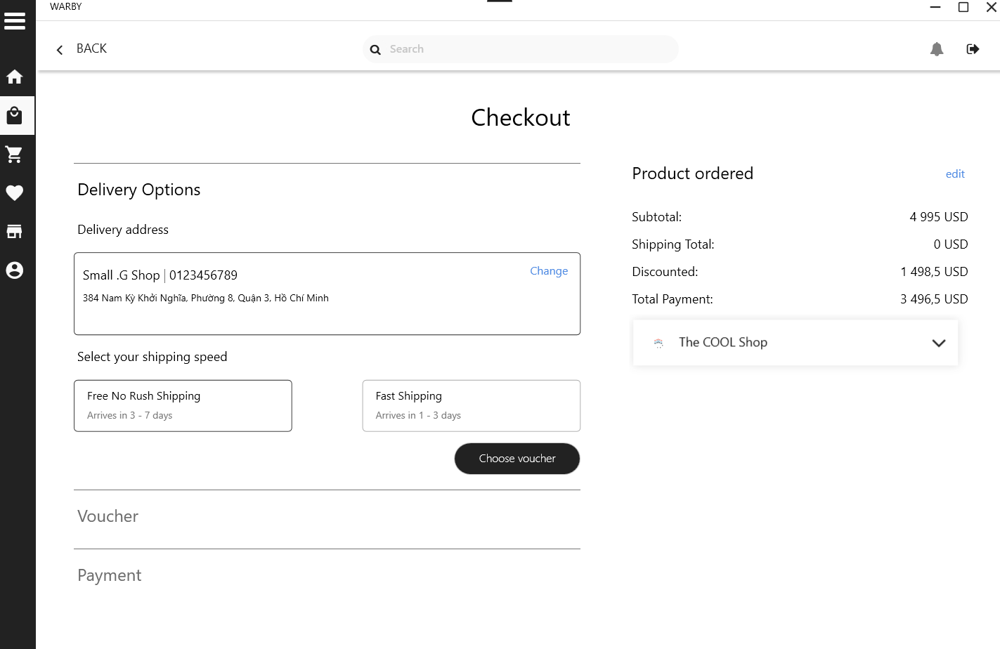 WARBY
BACK
Search
Checkout
Delivery Options
Delivery address
Small .G Shop | 0123456789
Change
384 Nam Kỳ Khởi Nghĩa, Phường 8, Quận 3, Hồ Chí Minh
Select your shipping speed
Free No Rush Shipping
Arrives in 3 - 7 days
Fast Shipping
Arrives in 1 - 3 days
Choose voucher
Voucher
Payment
Product ordered
edit
Subtotal: 4 995 USD
Shipping Total: 0 USD
Discounted: 1 498,5 USD
Total Payment: 3 496,5 USD
The COOL Shop